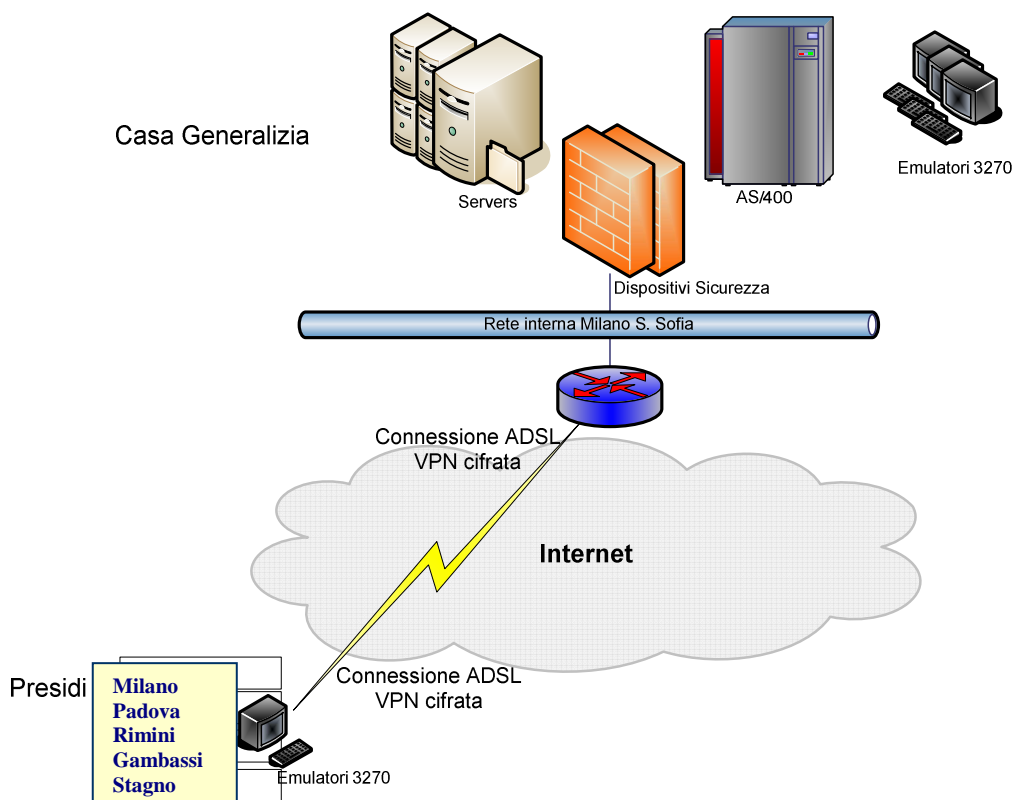 Casa Generalizia
Servers
AS/400
Emulatori 3270
Dispositivi Sicurezza
Rete interna Milano S. Sofia
Connessione ADSL
VPN cifrata
Internet
Connessione ADSL
VPN cifrata
Presidi
Milano
Padova
Rimini
Gambassi
Stagno
Emulatori 3270